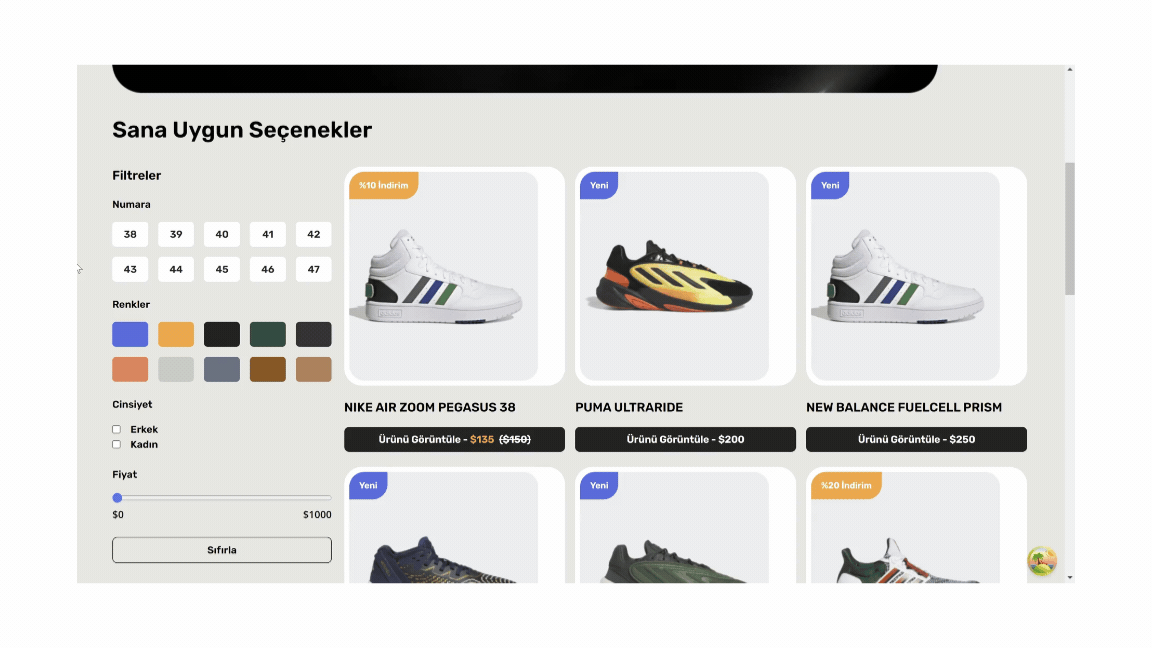 Sana Uygun Seçenekler
Filtreler
Numara
38 39 40 41 42
43 44 45 46 47
Renkler
Cinsiyet
Erkek
Kadın
Fiyat
$0 $1000
Sıfırla
%10 İndirim
NIKE AIR ZOOM PEGASUS 38
Ürünü Görüntüle - $135 ($150)
Yeni
PUMA ULTRARIDE
Ürünü Görüntüle - $200
Yeni
NEW BALANCE FUELCELL PRISM
Ürünü Görüntüle - $250
Yeni
Yeni
%20 İndirim